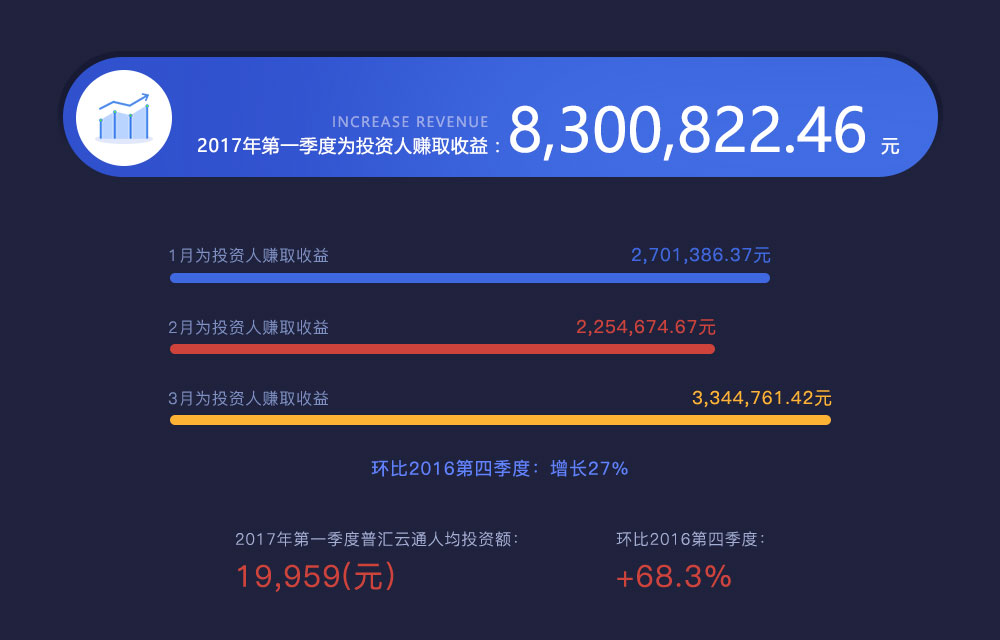 INCREASE REVENUE
2017年第一季度为投资人赚取收益：8,300,822.46 元
1月为投资人赚取收益 2,701,386.37元
2月为投资人赚取收益 2,254,674.67元
3月为投资人赚取收益 3,344,761.42元
环比2016第四季度：增长27%
2017年第一季度普汇云通人均投资额： 环比2016第四季度：
19,959(元) +68.3%